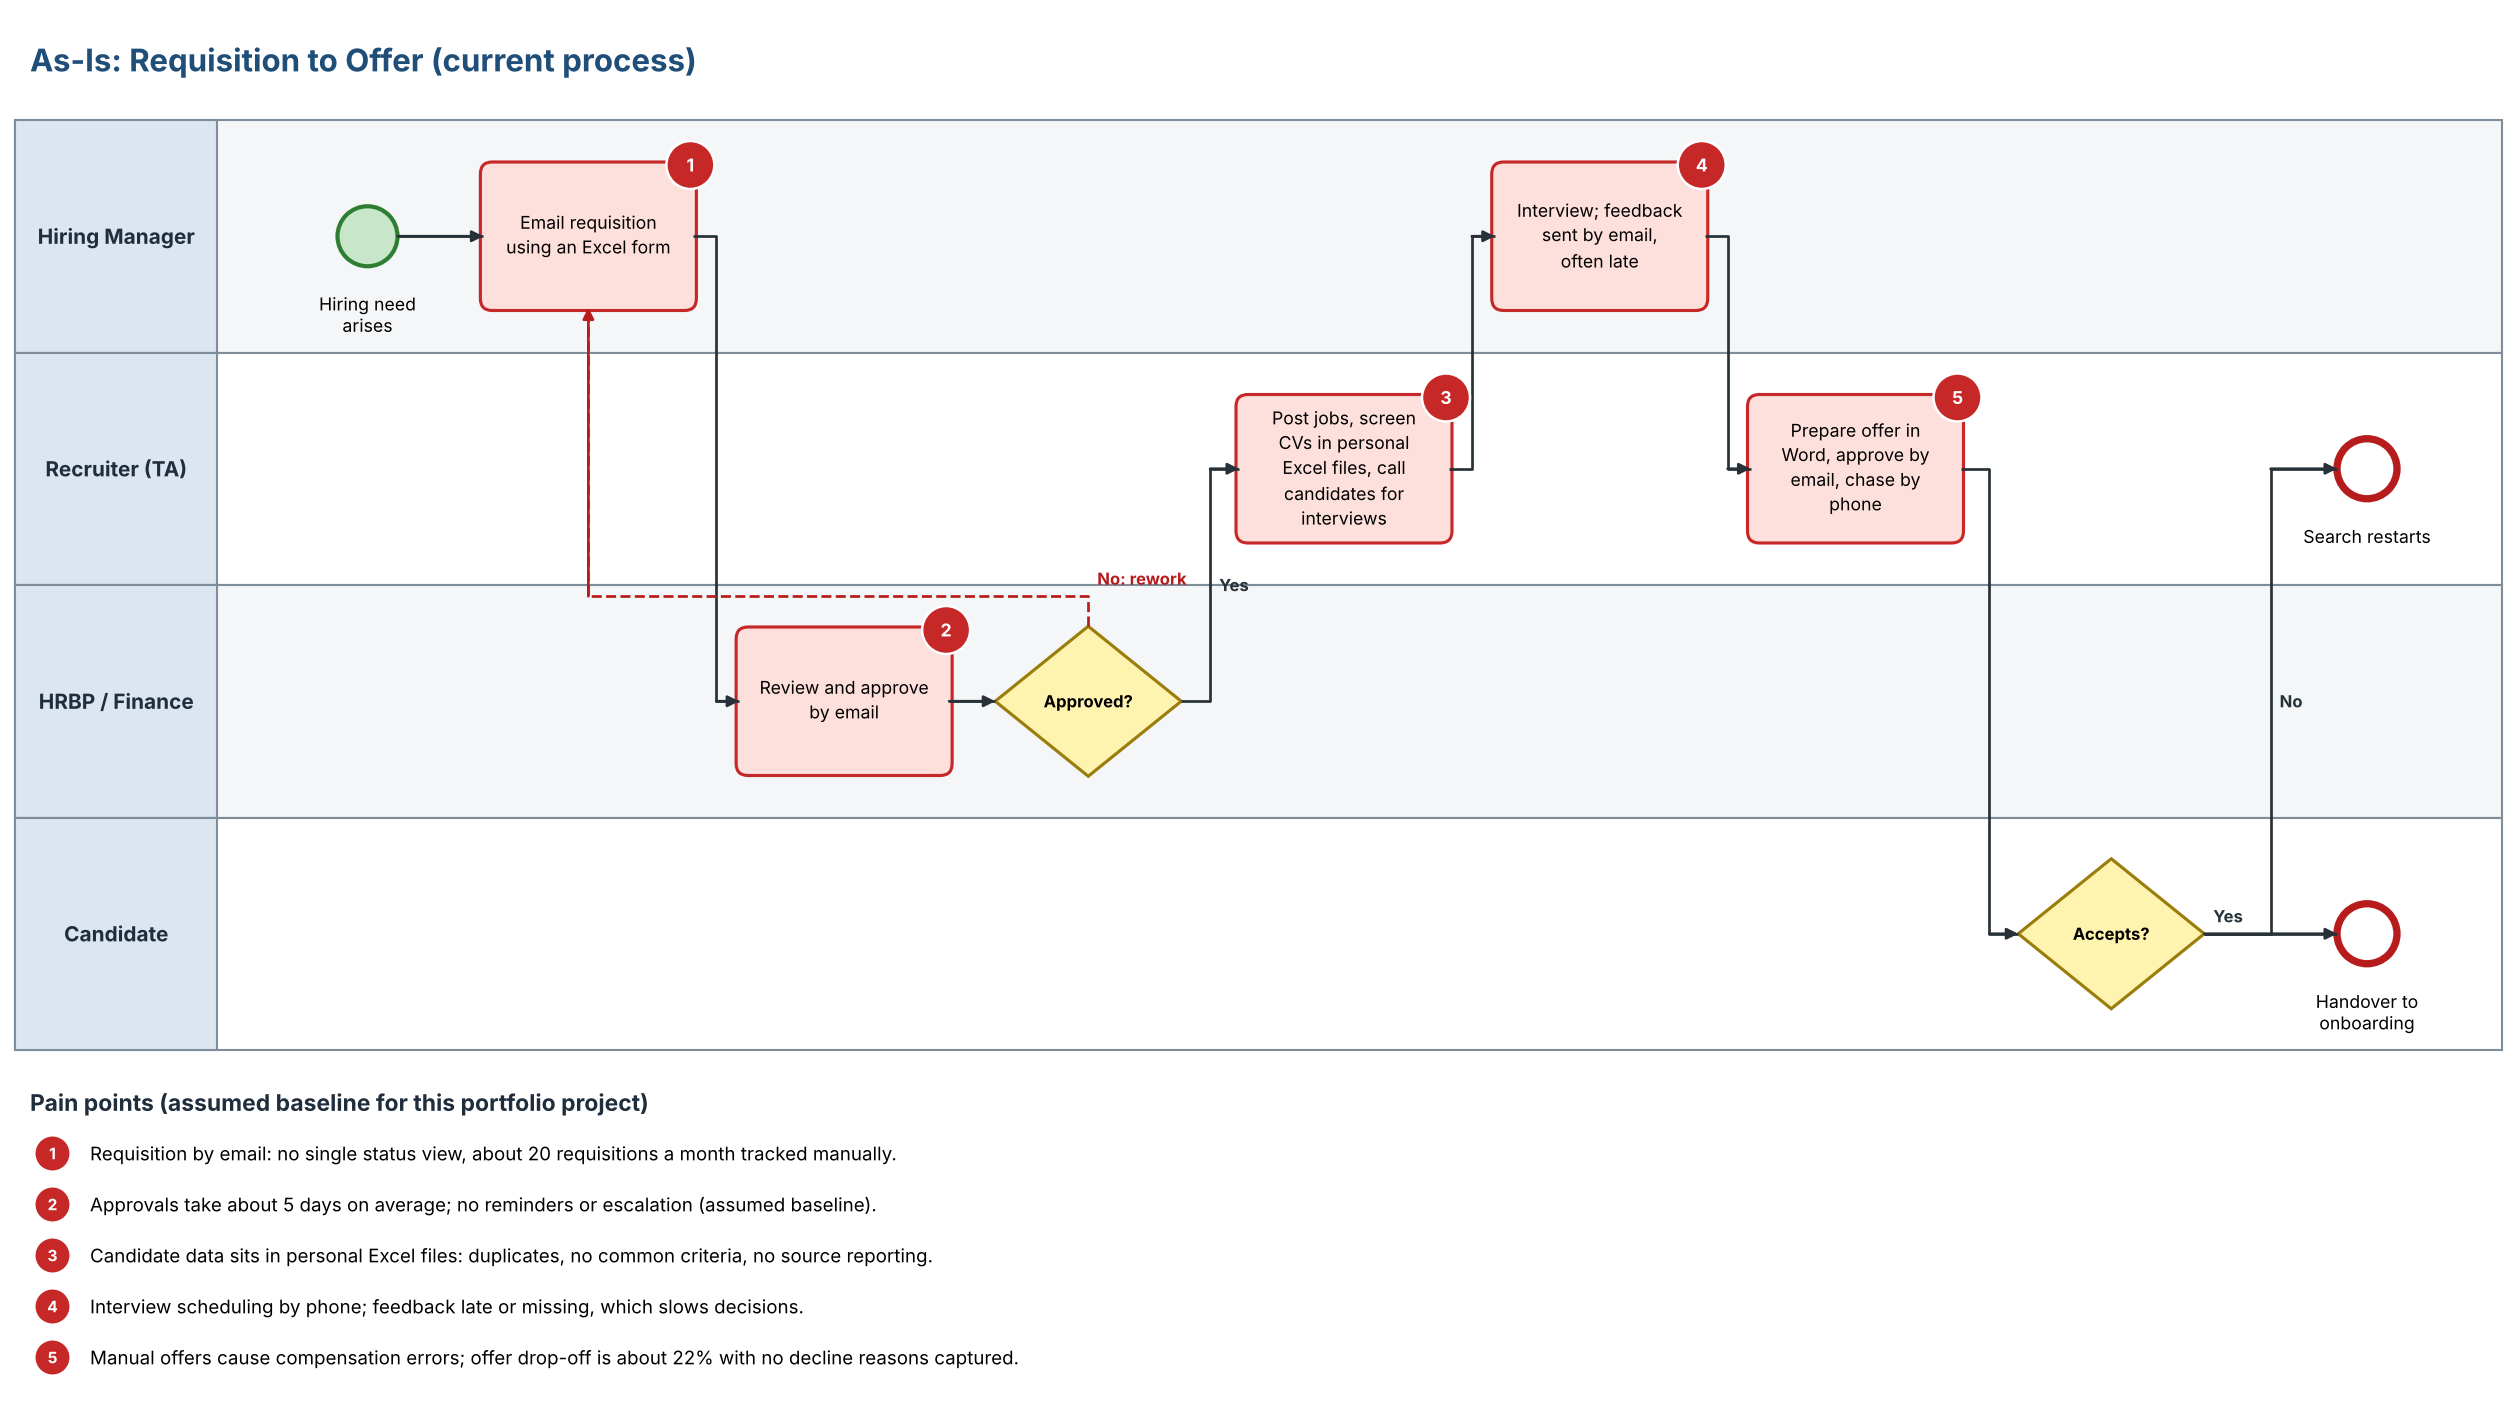 As-Is: Requisition to Offer (current process)
Hiring Manager
Hiring need
arises
1
Email requisition
using an Excel form
4
Interview; feedback
sent by email,
often late
Recruiter (TA)
3
Post jobs, screen
CVs in personal
Excel files, call
candidates for
interviews
5
Prepare offer in
Word, approve by
email, chase by
phone
Search restarts
No: rework
Yes
HRBP / Finance
2
Review and approve
by email
Approved?
No
Candidate
Accepts?
Yes
Handover to
onboarding
Pain points (assumed baseline for this portfolio project)
1 Requisition by email: no single status view, about 20 requisitions a month tracked manually.
2 Approvals take about 5 days on average; no reminders or escalation (assumed baseline).
3 Candidate data sits in personal Excel files: duplicates, no common criteria, no source reporting.
4 Interview scheduling by phone; feedback late or missing, which slows decisions.
5 Manual offers cause compensation errors; offer drop-off is about 22% with no decline reasons captured.